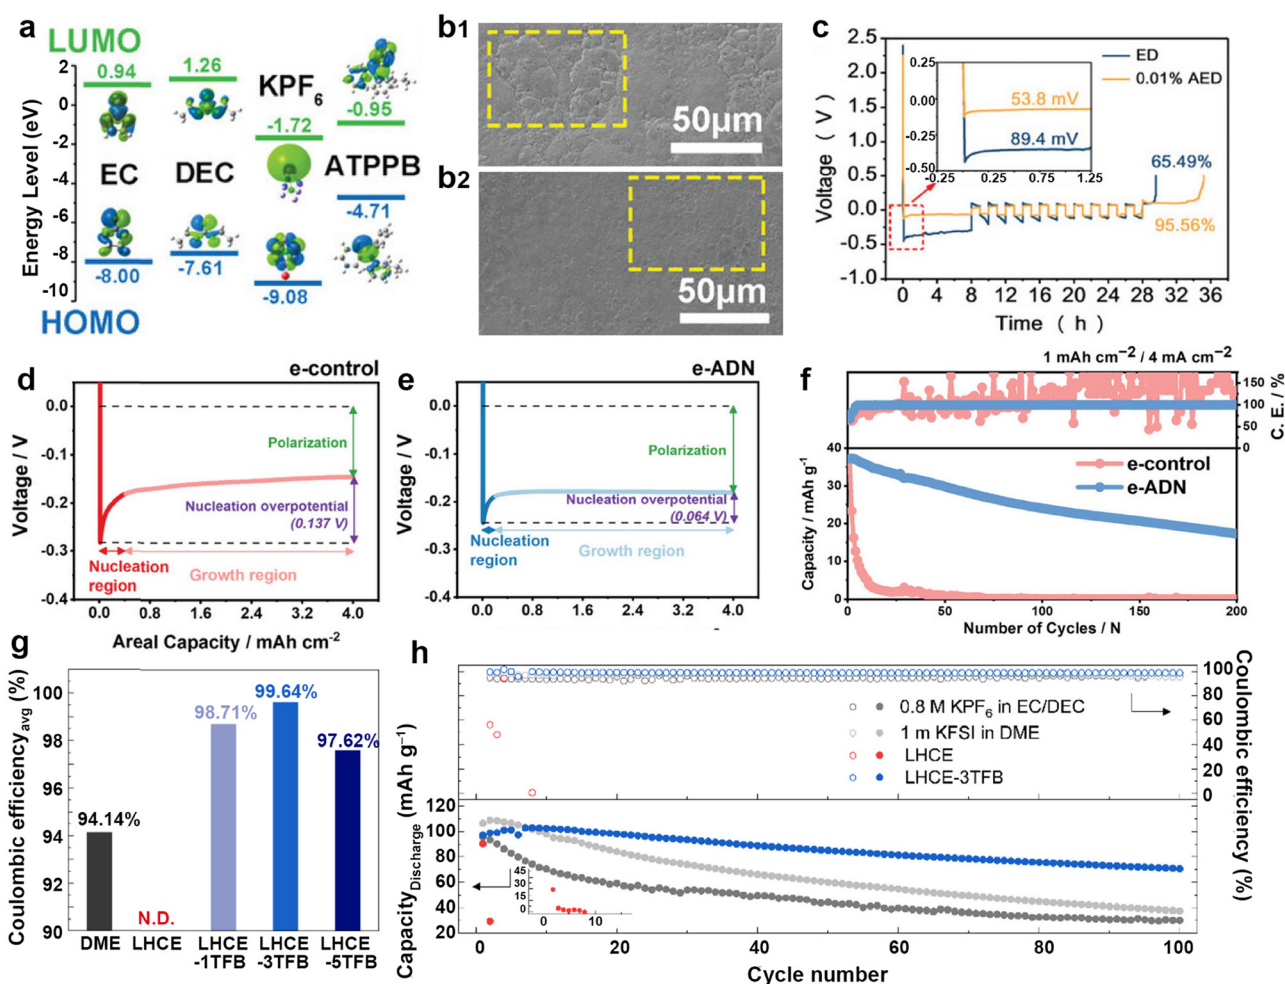 a
LUMO
2
0
-2
-4
-6
-8
-10
Energy Level (eV)
HOMO
0.94
1.26
KPF6
-1.72
-0.95
EC
DEC
ATPPB
-8.00
-7.61
-9.08
-4.71
b1
50μm
b2
50μm
c
2.5
2.0
1.5
1.0
0.5
0.0
-0.5
-1.0
Voltage ( V )
ED
0.01% AED
0.25
0.00
-0.25
-0.50
53.8 mV
89.4 mV
-0.25 0.25 0.75 1.25
65.49%
95.56%
0 4 8 12 16 20 24 28 32 36
Time ( h )
d
e-control
0.0
-0.1
-0.2
-0.3
-0.4
Voltage / V
Polarization
Nucleation overpotential
(0.137 V)
Nucleation
region
Growth region
0.0 0.8 1.6 2.4 3.2 4.0
Areal Capacity / mAh cm−2
e
e-ADN
0.0
-0.1
-0.2
-0.3
-0.4
Voltage / V
Polarization
Nucleation overpotential
(0.064 V)
Nucleation
region
Growth region
0.0 0.8 1.6 2.4 3.2 4.0
f
1 mAh cm−2 / 4 mA cm−2
150
100
50
0
C. E. / %
40
30
20
10
0
Capacity / mAh g-1
e-control
e-ADN
0 50 100 150 200
Number of Cycles / N
g
100
98
96
94
92
90
Coulombic efficiencyavg (%)
94.14%
N.D.
98.71%
99.64%
97.62%
DME LHCE LHCE LHCE LHCE
-1TFB -3TFB -5TFB
h
100
80
60
40
20
0
Coulombic efficiency (%)
0.8 M KPF6 in EC/DEC
1 m KFSI in DME
LHCE
LHCE-3TFB
120
100
80
60
40
20
CapacityDischarge (mAh g−1)
45
30
15
0
0 10
0 20 40 60 80 100
Cycle number